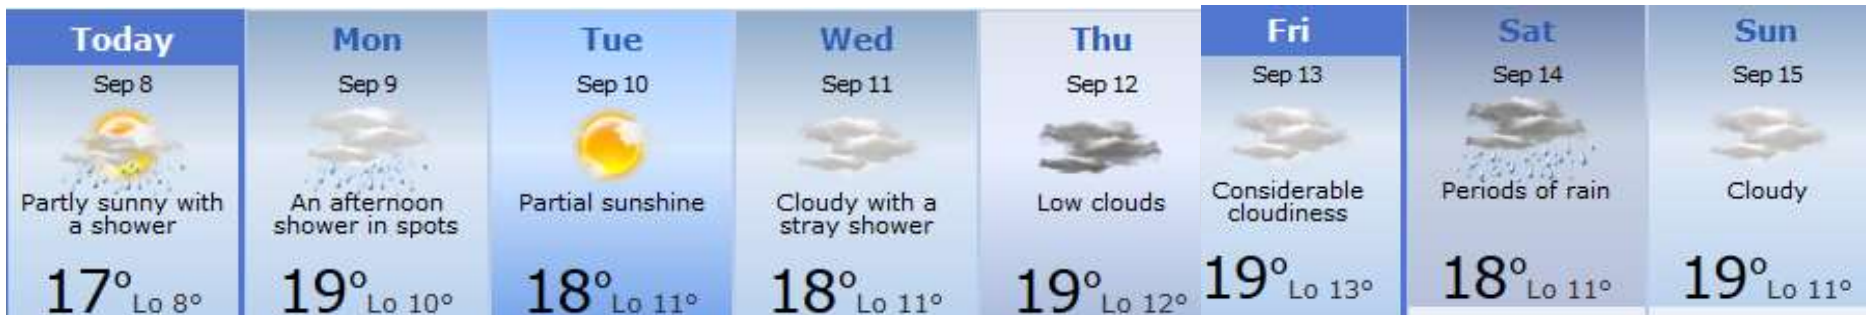 Today
Sep 8
Partly sunny with
a shower
17° Lo 8°
Mon
Sep 9
An afternoon
shower in spots
19° Lo 10°
Tue
Sep 10
Partial sunshine
18° Lo 11°
Wed
Sep 11
Cloudy with a
stray shower
18° Lo 11°
Thu
Sep 12
Low clouds
19° Lo 12°
Fri
Sep 13
Considerable
cloudiness
19° Lo 13°
Sat
Sep 14
Periods of rain
18° Lo 11°
Sun
Sep 15
Cloudy
19° Lo 11°